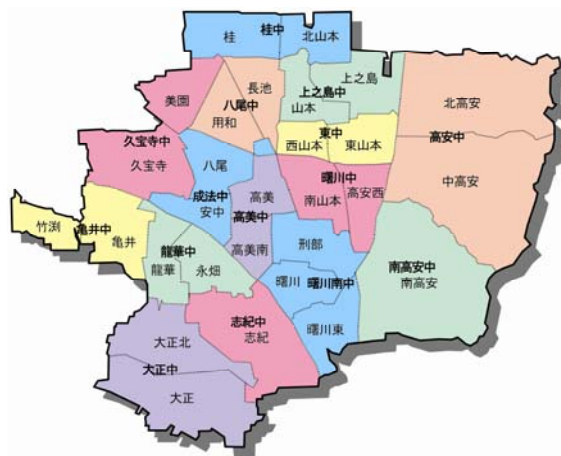 桂中
桂
北山本
美園
長池
八尾中
用和
上之島
上之島中
山本
北高安
高安中
中高安
久宝寺中
久宝寺
八尾
東中
西山本
東山本
成法中
安中
高美
高美中
高美南
曙川中
南山本
高安西
竹渕
亀井中
亀井
龍華中
龍華
永畑
刑部
曙川
曙川南中
曙川東
南高安中
南高安
志紀中
志紀
大正北
大正中
大正